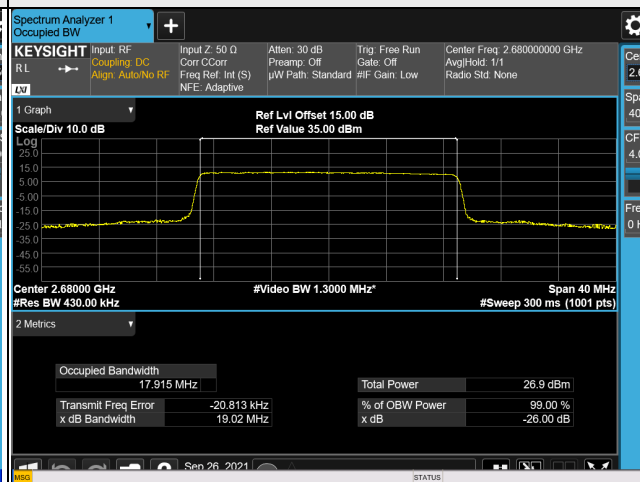 Spectrum Analyzer 1
Occupied BW
KEYSIGHT Input: RF Input Z: 50 Ω Atten: 30 dB Trig: Free Run Center Freq: 2.680000000 GHz
RL Coupling: DC Corr CCorr Preamp: Off Gate: Off Avg|Hold: 1/1
Align: Auto/No RF Freq Ref: Int (S) µW Path: Standard #IF Gain: Low Radio Std: None
LXI NFE: Adaptive
1 Graph
Ref Lvl Offset 15.00 dB
Scale/Div 10.0 dB Ref Value 35.00 dBm
Log
25.0
15.0
5.00
-5.00
-15.0
-25.0
-35.0
-45.0
-55.0
Center 2.68000 GHz #Video BW 1.3000 MHz* Span 40 MHz
#Res BW 430.00 kHz #Sweep 300 ms (1001 pts)
2 Metrics
Occupied Bandwidth
17.915 MHz Total Power 26.9 dBm
Transmit Freq Error -20.813 kHz % of OBW Power 99.00 %
x dB Bandwidth 19.02 MHz x dB -26.00 dB
Sep 26, 2021
MSG STATUS